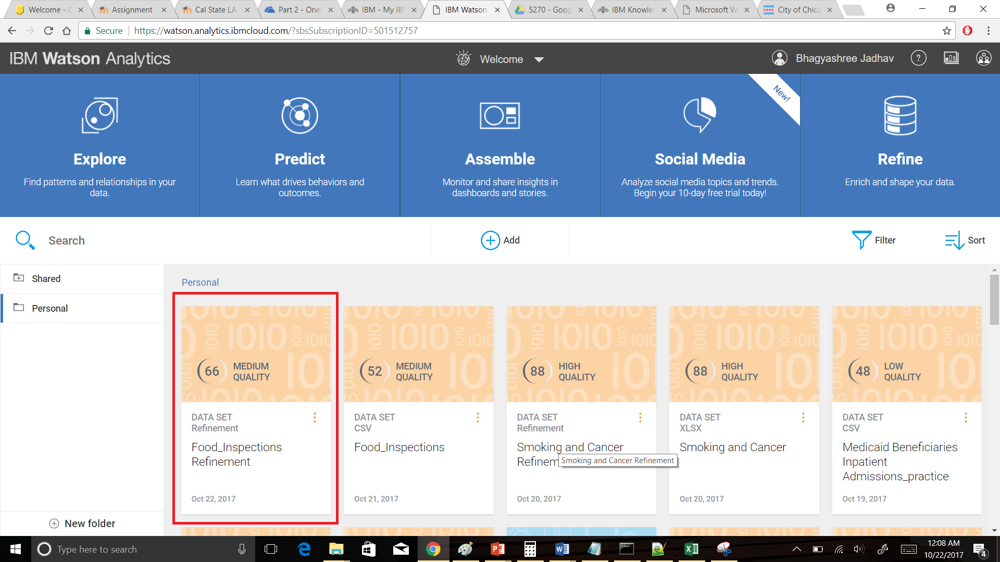 Welcome - C
Assignment
Cal State LA
Part 2 - One
IBM - My IB
IBM Watson
5270 - Goog
IBM Knowle
Microsoft W
City of Chica
Secure
https://watson.analytics.ibmcloud.com/?sbsSubscriptionID=501512757
IBM Watson Analytics
Welcome
Bhagyashree Jadhav
?
Explore
Find patterns and relationships in your
data.
Predict
Learn what drives behaviors and
outcomes.
Assemble
Monitor and share insights in
dashboards and stories.
New!
Social Media
Analyze social media topics and trends.
Begin your 10-day free trial today!
Refine
Enrich and shape your data.
Search
Add
Filter
Sort
Shared
Personal
New folder
Personal
66 MEDIUM
QUALITY
DATA SET
Refinement
Food_Inspections
Refinement
Oct 22, 2017
52 MEDIUM
QUALITY
DATA SET
CSV
Food_Inspections
Oct 21, 2017
88 HIGH
QUALITY
DATA SET
Refinement
Smoking and Cancer
Refinem
Smoking and Cancer Refinement
Oct 20, 2017
88 HIGH
QUALITY
DATA SET
XLSX
Smoking and Cancer
Oct 20, 2017
48 LOW
QUALITY
DATA SET
CSV
Medicaid Beneficiaries
Inpatient
Admissions_practice
Oct 19, 2017
Type here to search
12:08 AM
10/22/2017
4